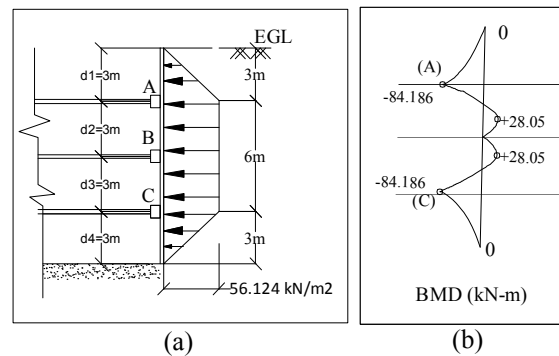 EGL
d1=3m
A
3m
d2=3m
B
6m
d3=3m
C
d4=3m
3m
56.124 kN/m2
(a)
0
(A)
-84.186
+28.05
+28.05
-84.186
(C)
0
BMD (kN-m)
(b)